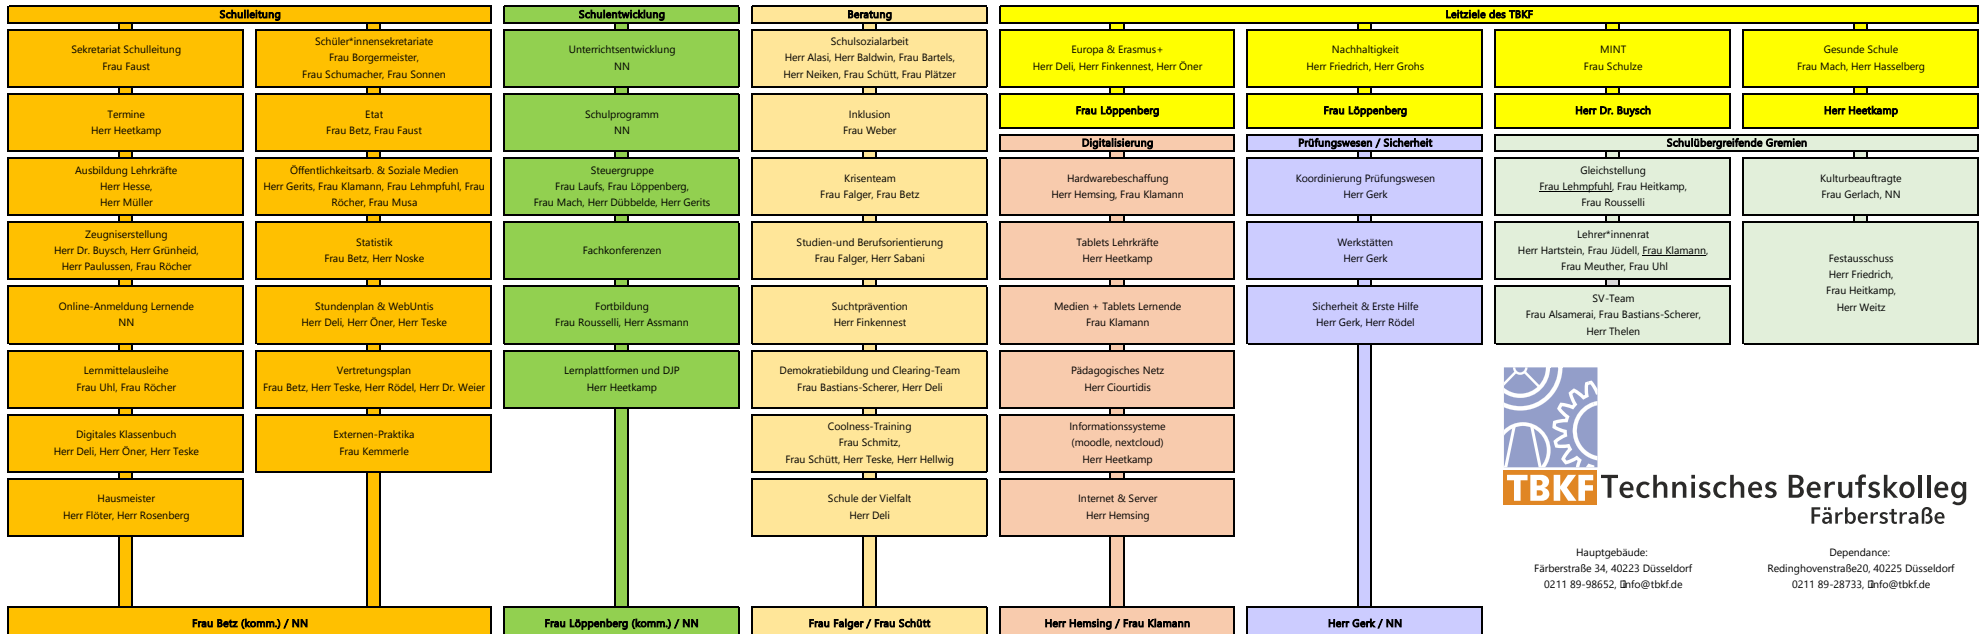 Schulleitung
Sekretariat Schulleitung
Frau Faust
Termine
Herr Heetkamp
Ausbildung Lehrkräfte
Herr Hesse,
Herr Müller
Zeugniserstellung
Herr Dr. Buysch, Herr Grünheid,
Herr Paulussen, Frau Röcher
Online-Anmeldung Lernende
NN
Lernmittelausleihe
Frau Uhl, Frau Röcher
Digitales Klassenbuch
Herr Deli, Herr Öner, Herr Teske
Hausmeister
Herr Flöter, Herr Rosenberg
Schüler*innensekretariate
Frau Borgermeister,
Frau Schumacher, Frau Sonnen
Etat
Frau Betz, Frau Faust
Öffentlichkeitsarb. & Soziale Medien
Herr Gerits, Frau Klamann, Frau Lehmpfuhl, Frau
Röcher, Frau Musa
Statistik
Frau Betz, Herr Noske
Stundenplan & WebUntis
Herr Deli, Herr Öner, Herr Teske
Vertretungsplan
Frau Betz, Herr Teske, Herr Rödel, Herr Dr. Weier
Externen-Praktika
Frau Kemmerle
Frau Betz (komm.) / NN
Schulentwicklung
Unterrichtsentwicklung
NN
Schulprogramm
NN
Steuergruppe
Frau Laufs, Frau Löppenberg,
Frau Mach, Herr Dübbelde, Herr Gerits
Fachkonferenzen
Fortbildung
Frau Rousselli, Herr Assmann
Lernplattformen und DJP
Herr Heetkamp
Frau Löppenberg (komm.) / NN
Beratung
Schulsozialarbeit
Herr Alasi, Herr Baldwin, Frau Bartels,
Herr Neiken, Frau Schütt, Frau Plätzer
Inklusion
Frau Weber
Krisenteam
Frau Falger, Frau Betz
Studien-und Berufsorientierung
Frau Falger, Herr Sabani
Suchtprävention
Herr Finkennest
Demokratiebildung und Clearing-Team
Frau Bastians-Scherer, Herr Deli
Coolness-Training
Frau Schmitz,
Frau Schütt, Herr Teske, Herr Hellwig
Schule der Vielfalt
Herr Deli
Frau Falger / Frau Schütt
Leitziele des TBKF
Europa & Erasmus+
Herr Deli, Herr Finkennest, Herr Öner
Frau Löppenberg
Nachhaltigkeit
Herr Friedrich, Herr Grohs
Frau Löppenberg
MINT
Frau Schulze
Herr Dr. Buysch
Gesunde Schule
Frau Mach, Herr Hasselberg
Herr Heetkamp
Digitalisierung
Hardwarebeschaffung
Herr Hemsing, Frau Klamann
Tablets Lehrkräfte
Herr Heetkamp
Medien + Tablets Lernende
Frau Klamann
Pädagogisches Netz
Herr Ciourtidis
Informationssysteme
(moodle, nextcloud)
Herr Heetkamp
Internet & Server
Herr Hemsing
Herr Hemsing / Frau Klamann
Prüfungswesen / Sicherheit
Koordinierung Prüfungswesen
Herr Gerk
Werkstätten
Herr Gerk
Sicherheit & Erste Hilfe
Herr Gerk, Herr Rödel
Herr Gerk / NN
Schulübergreifende Gremien
Gleichstellung
Frau Lehmpfuhl, Frau Heitkamp,
Frau Rousselli
Lehrer*innenrat
Herr Hartstein, Frau Jüdell, Frau Klamann,
Frau Meuther, Frau Uhl
SV-Team
Frau Alsamerai, Frau Bastians-Scherer,
Herr Thelen
Kulturbeauftragte
Frau Gerlach, NN
Festausschuss
Herr Friedrich,
Frau Heitkamp,
Herr Weitz
TBKF Technisches Berufskolleg
Färberstraße
Hauptgebäude:
Färberstraße 34, 40223 Düsseldorf
0211 89-98652, info@tbkf.de
Dependance:
Redinghovenstraße20, 40225 Düsseldorf
0211 89-28733, info@tbkf.de